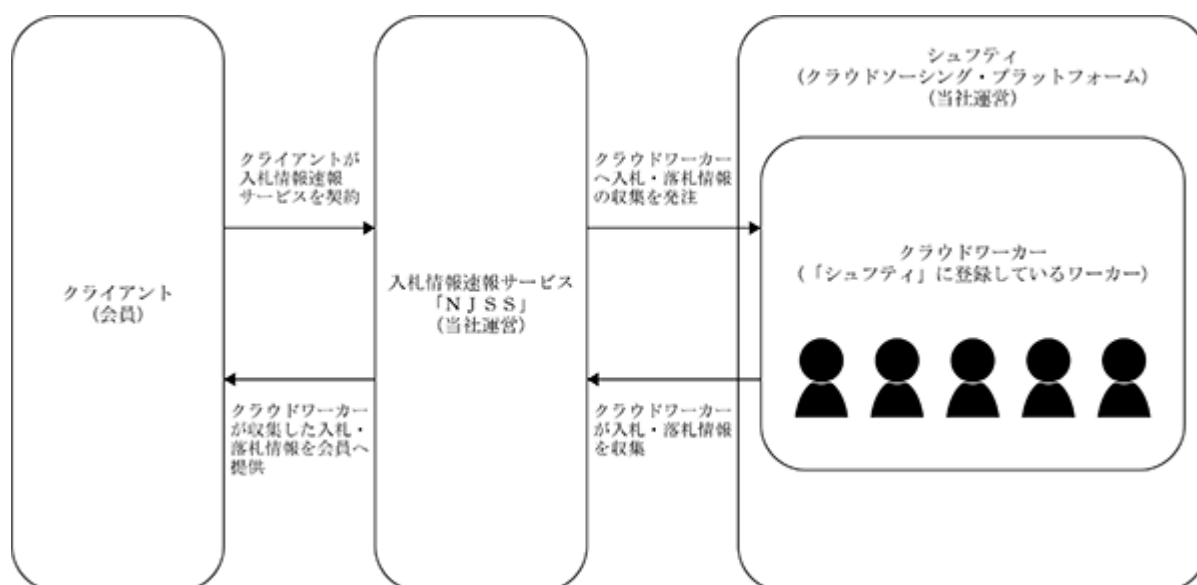 クライアント
(会員)
クライアントが
入札情報速報
サービスを契約
クラウドワーカー
が収集した入札・
落札情報を会員へ
提供
入札情報速報サービス
「ＮＪＳＳ」
(当社運営)
クラウドワーカー
へ入札・落札情報
の収集を発注
クラウドワーカー
が入札・落札情報
を収集
シュフティ
(クラウドソーシング・プラットフォーム)
(当社運営)
クラウドワーカー
(「シュフティ」に登録しているワーカー)